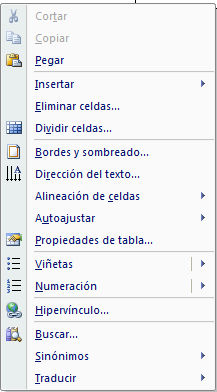 Cortar
Copiar
Pegar
Insertar
Eliminar celdas...
Dividir celdas...
Bordes y sombreado...
Dirección del texto...
Alineación de celdas
Autoajustar
Propiedades de tabla...
Viñetas
Numeración
Hipervínculo...
Buscar...
Sinónimos
Traducir